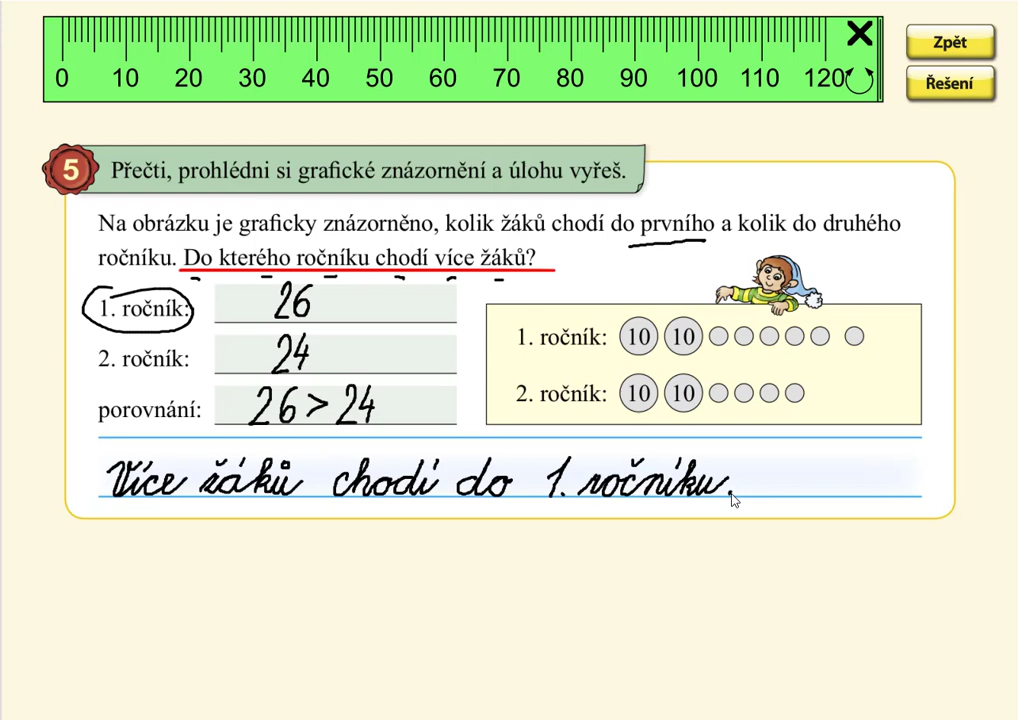 0 10 20 30 40 50 60 70 80 90 100 110 120
Zpět
Řešení
5 Přečti, prohlédni si grafické znázornění a úlohu vyřeš.
Na obrázku je graficky znázorněno, kolik žáků chodí do prvního a kolik do druhého
ročníku. Do kterého ročníku chodí více žáků?
1. ročník: 26
2. ročník: 24
porovnání: 26 > 24
1. ročník: 10 10
2. ročník: 10 10
Více žáků chodí do 1. ročníku.